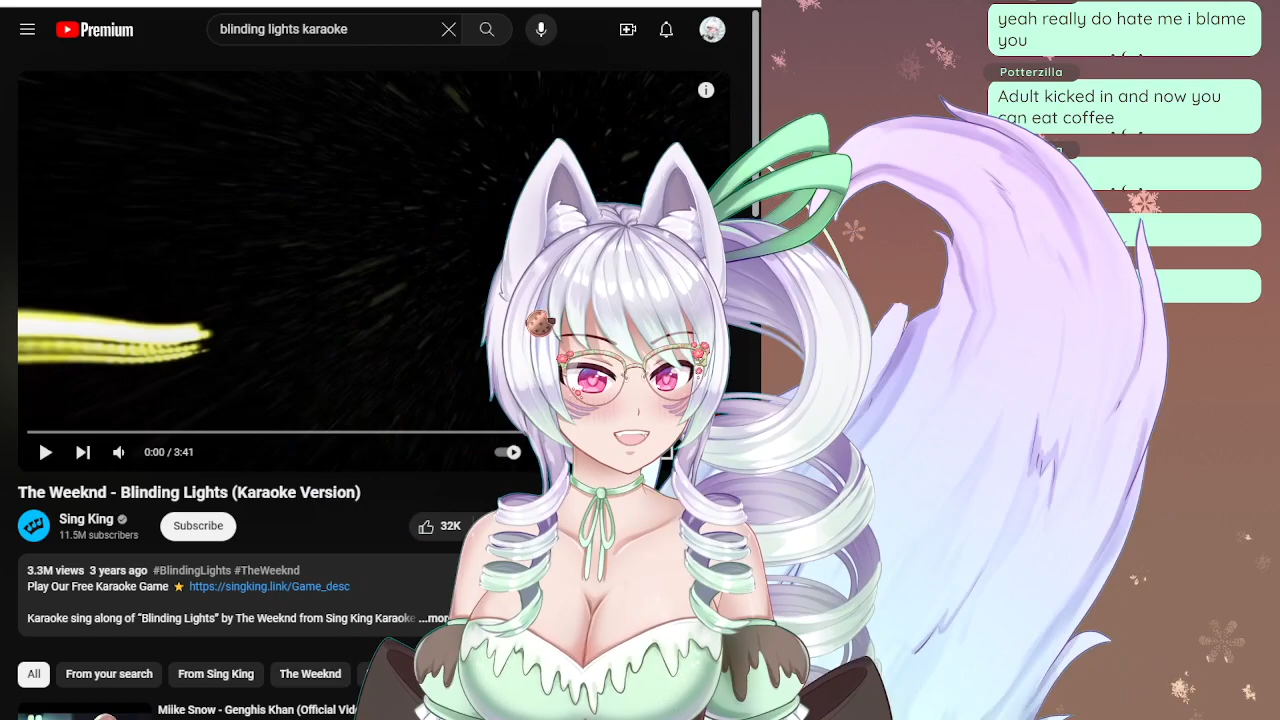 Premium
blinding lights karaoke
0:00 / 3:41
The Weeknd - Blinding Lights (Karaoke Version)
Sing King
11.5M subscribers
Subscribe
32K
3.3M views 3 years ago #BlindingLights #TheWeeknd
Play Our Free Karaoke Game ⭐ https://singking.link/Game_desc
Karaoke sing along of “Blinding Lights” by The Weeknd from Sing King Karaoke ...more
All
From your search
From Sing King
The Weeknd
Miike Snow - Genghis Khan (Official Vide
yeah really do hate me i blame
you
Potterzilla
Adult kicked in and now you
can eat coffee